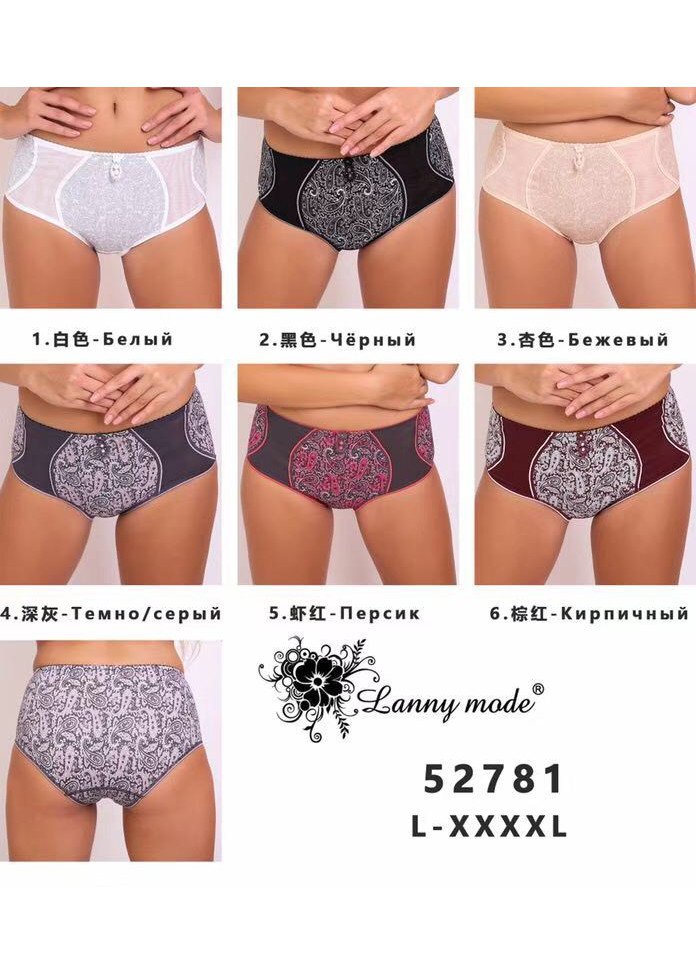 1.白色-Белый
2.黑色-Чёрный
3.杏色-Бежевый
4.深灰-Темно/серый
5.虾红-Персик
6.棕红-Кирпичный
Lanny mode®
52781
L-XXXXL